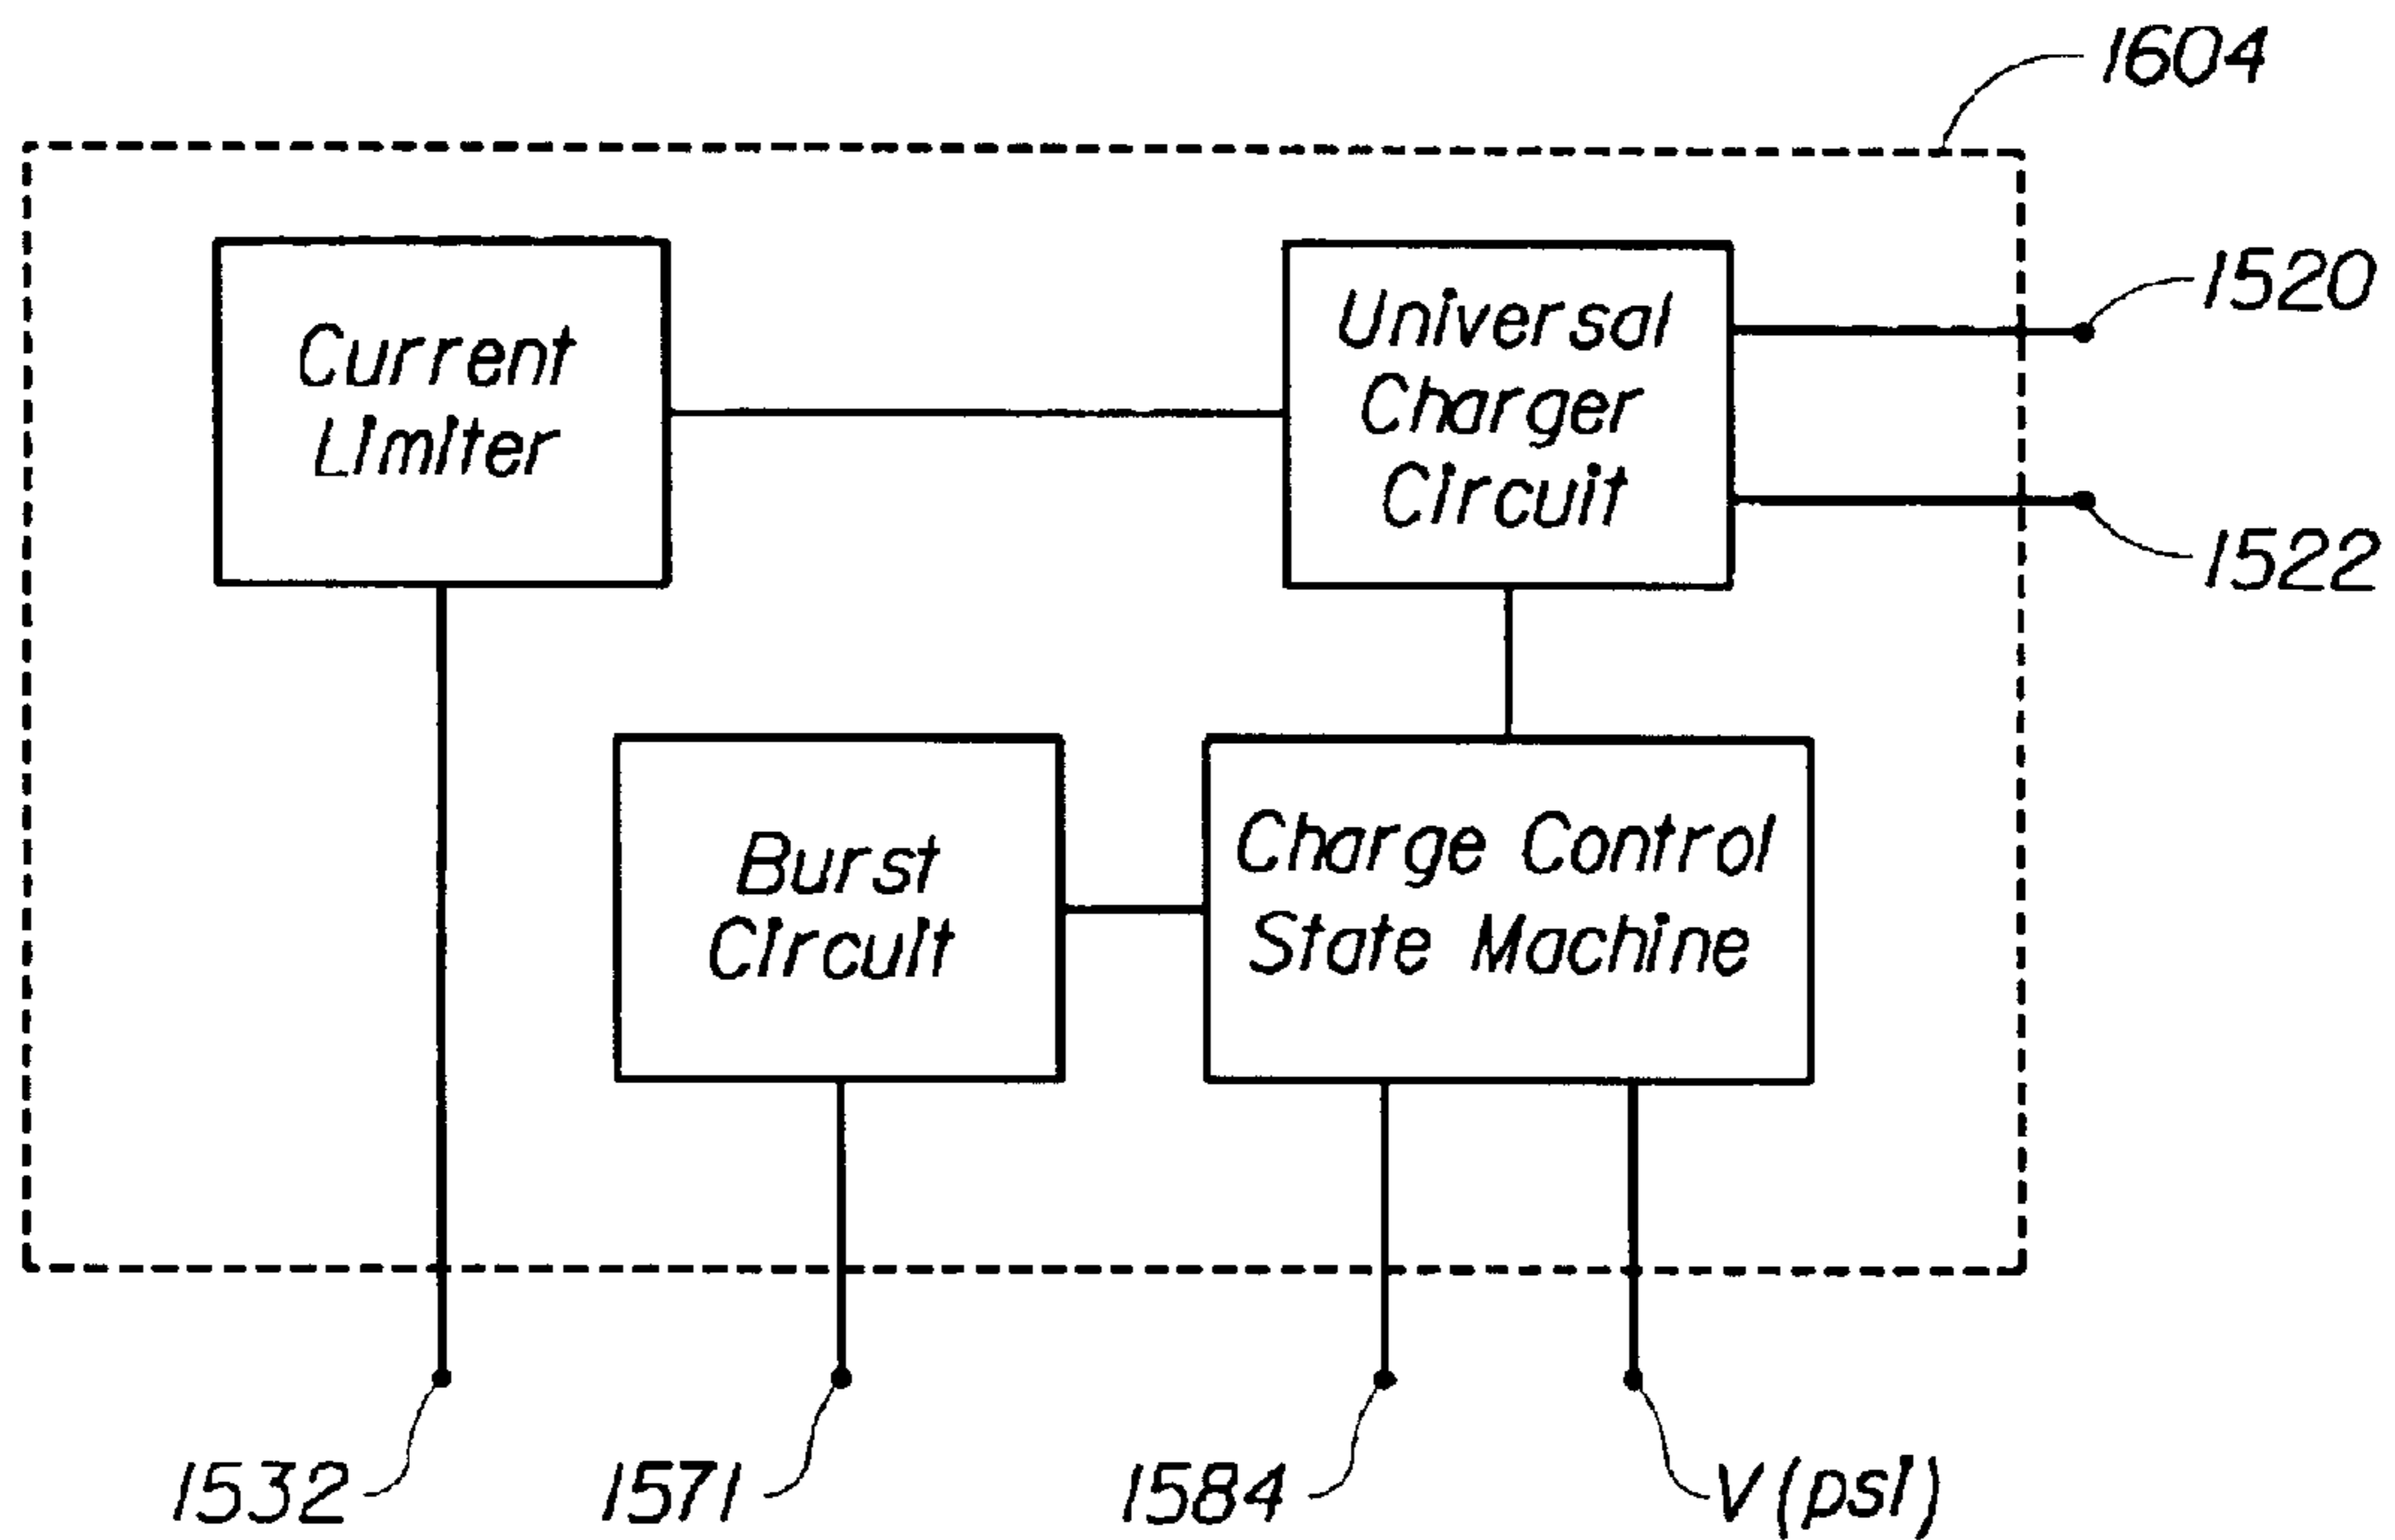 1604
Current
Limiter
Universal
Charger
Circuit
1520
1522
Burst
Circuit
Charge Control
State Machine
1532
1571
1584
V (psi)